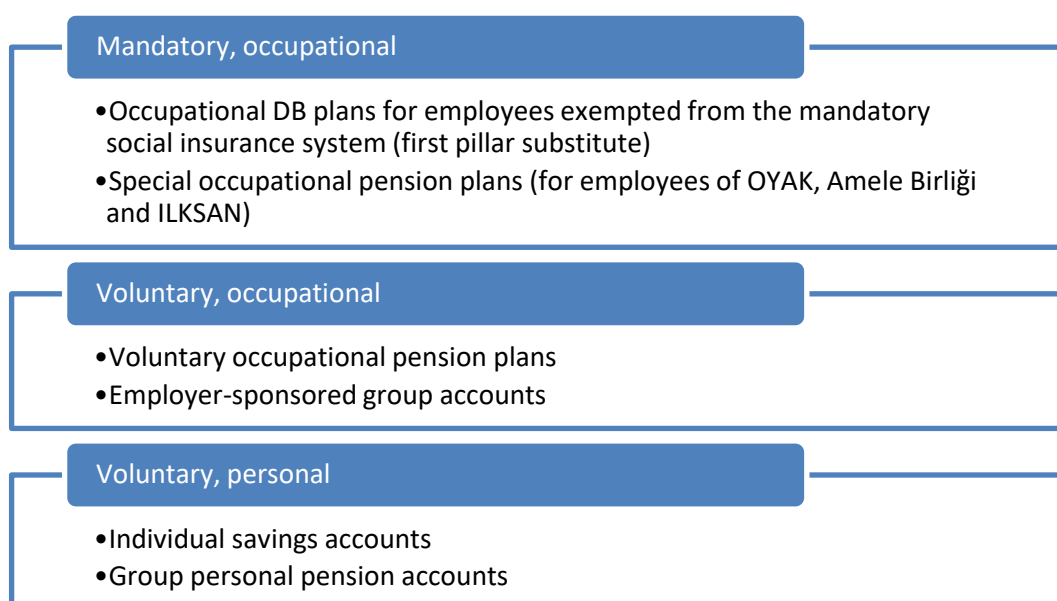 Mandatory, occupational
•Occupational DB plans for employees exempted from the mandatory
social insurance system (first pillar substitute)
•Special occupational pension plans (for employees of OYAK, Amele Birliği
and ILKSAN)
Voluntary, occupational
•Voluntary occupational pension plans
•Employer-sponsored group accounts
Voluntary, personal
•Individual savings accounts
•Group personal pension accounts